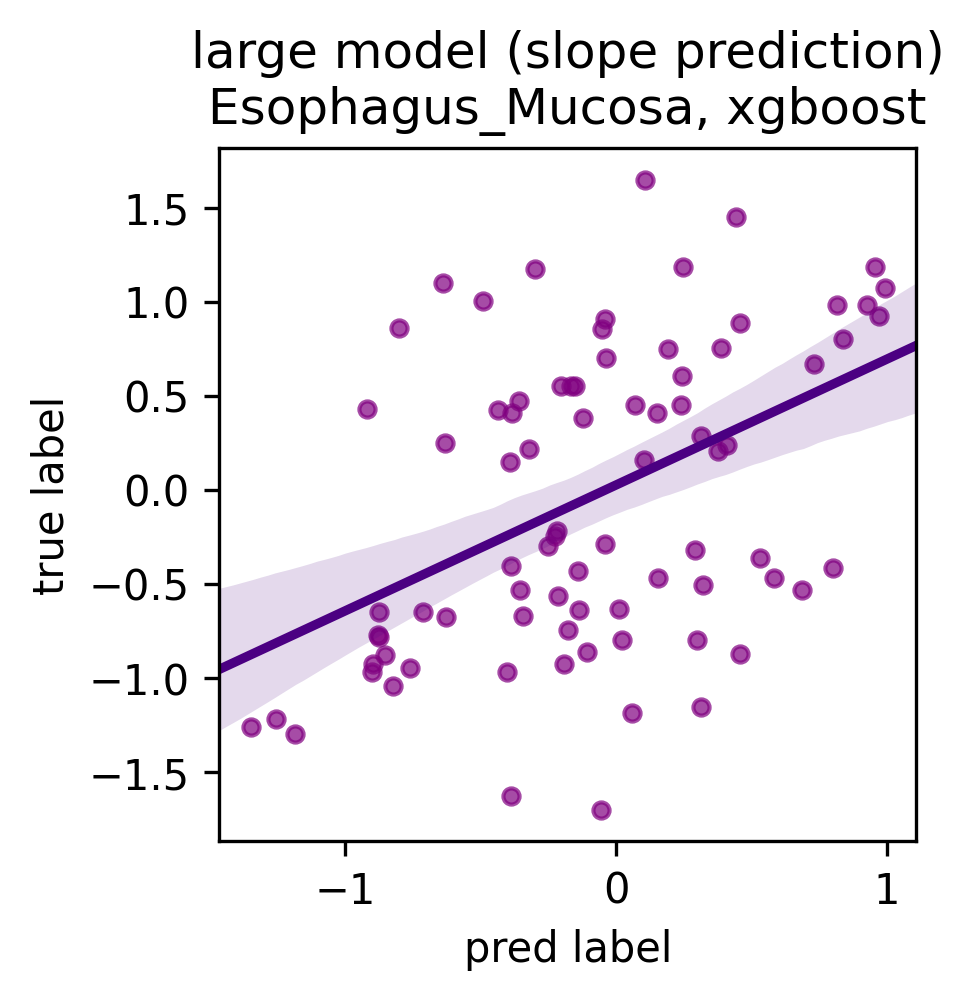 large model (slope prediction)
Esophagus_Mucosa, xgboost
1.5
1.0
0.5
0.0
−0.5
−1.0
−1.5
true label
−1
0
1
pred label